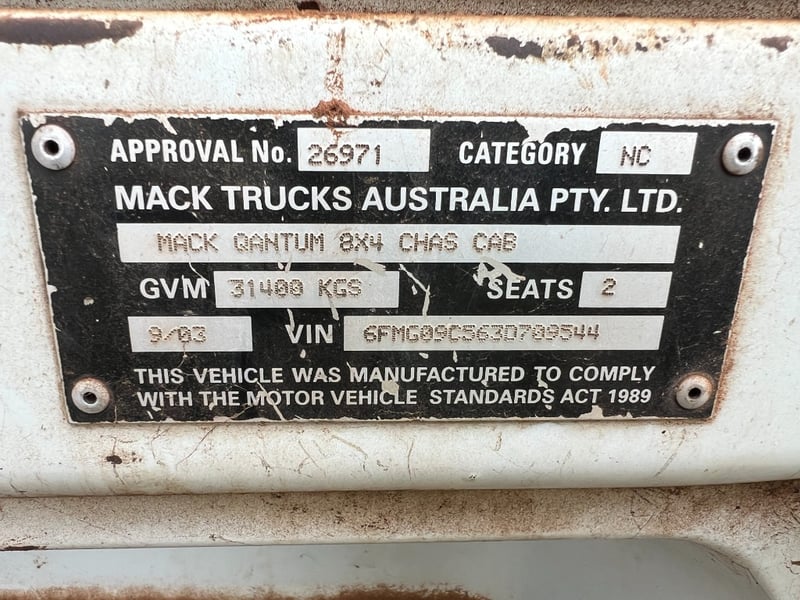 APPROVAL No. 26971 CATEGORY NC
MACK TRUCKS AUSTRALIA PTY. LTD.
MACK QANTUM 8X4 CHAS CAB
GVM 31400 KGS SEATS 2
9/03 VIN 6FMG09C563D709544
THIS VEHICLE WAS MANUFACTURED TO COMPLY
WITH THE MOTOR VEHICLE STANDARDS ACT 1989